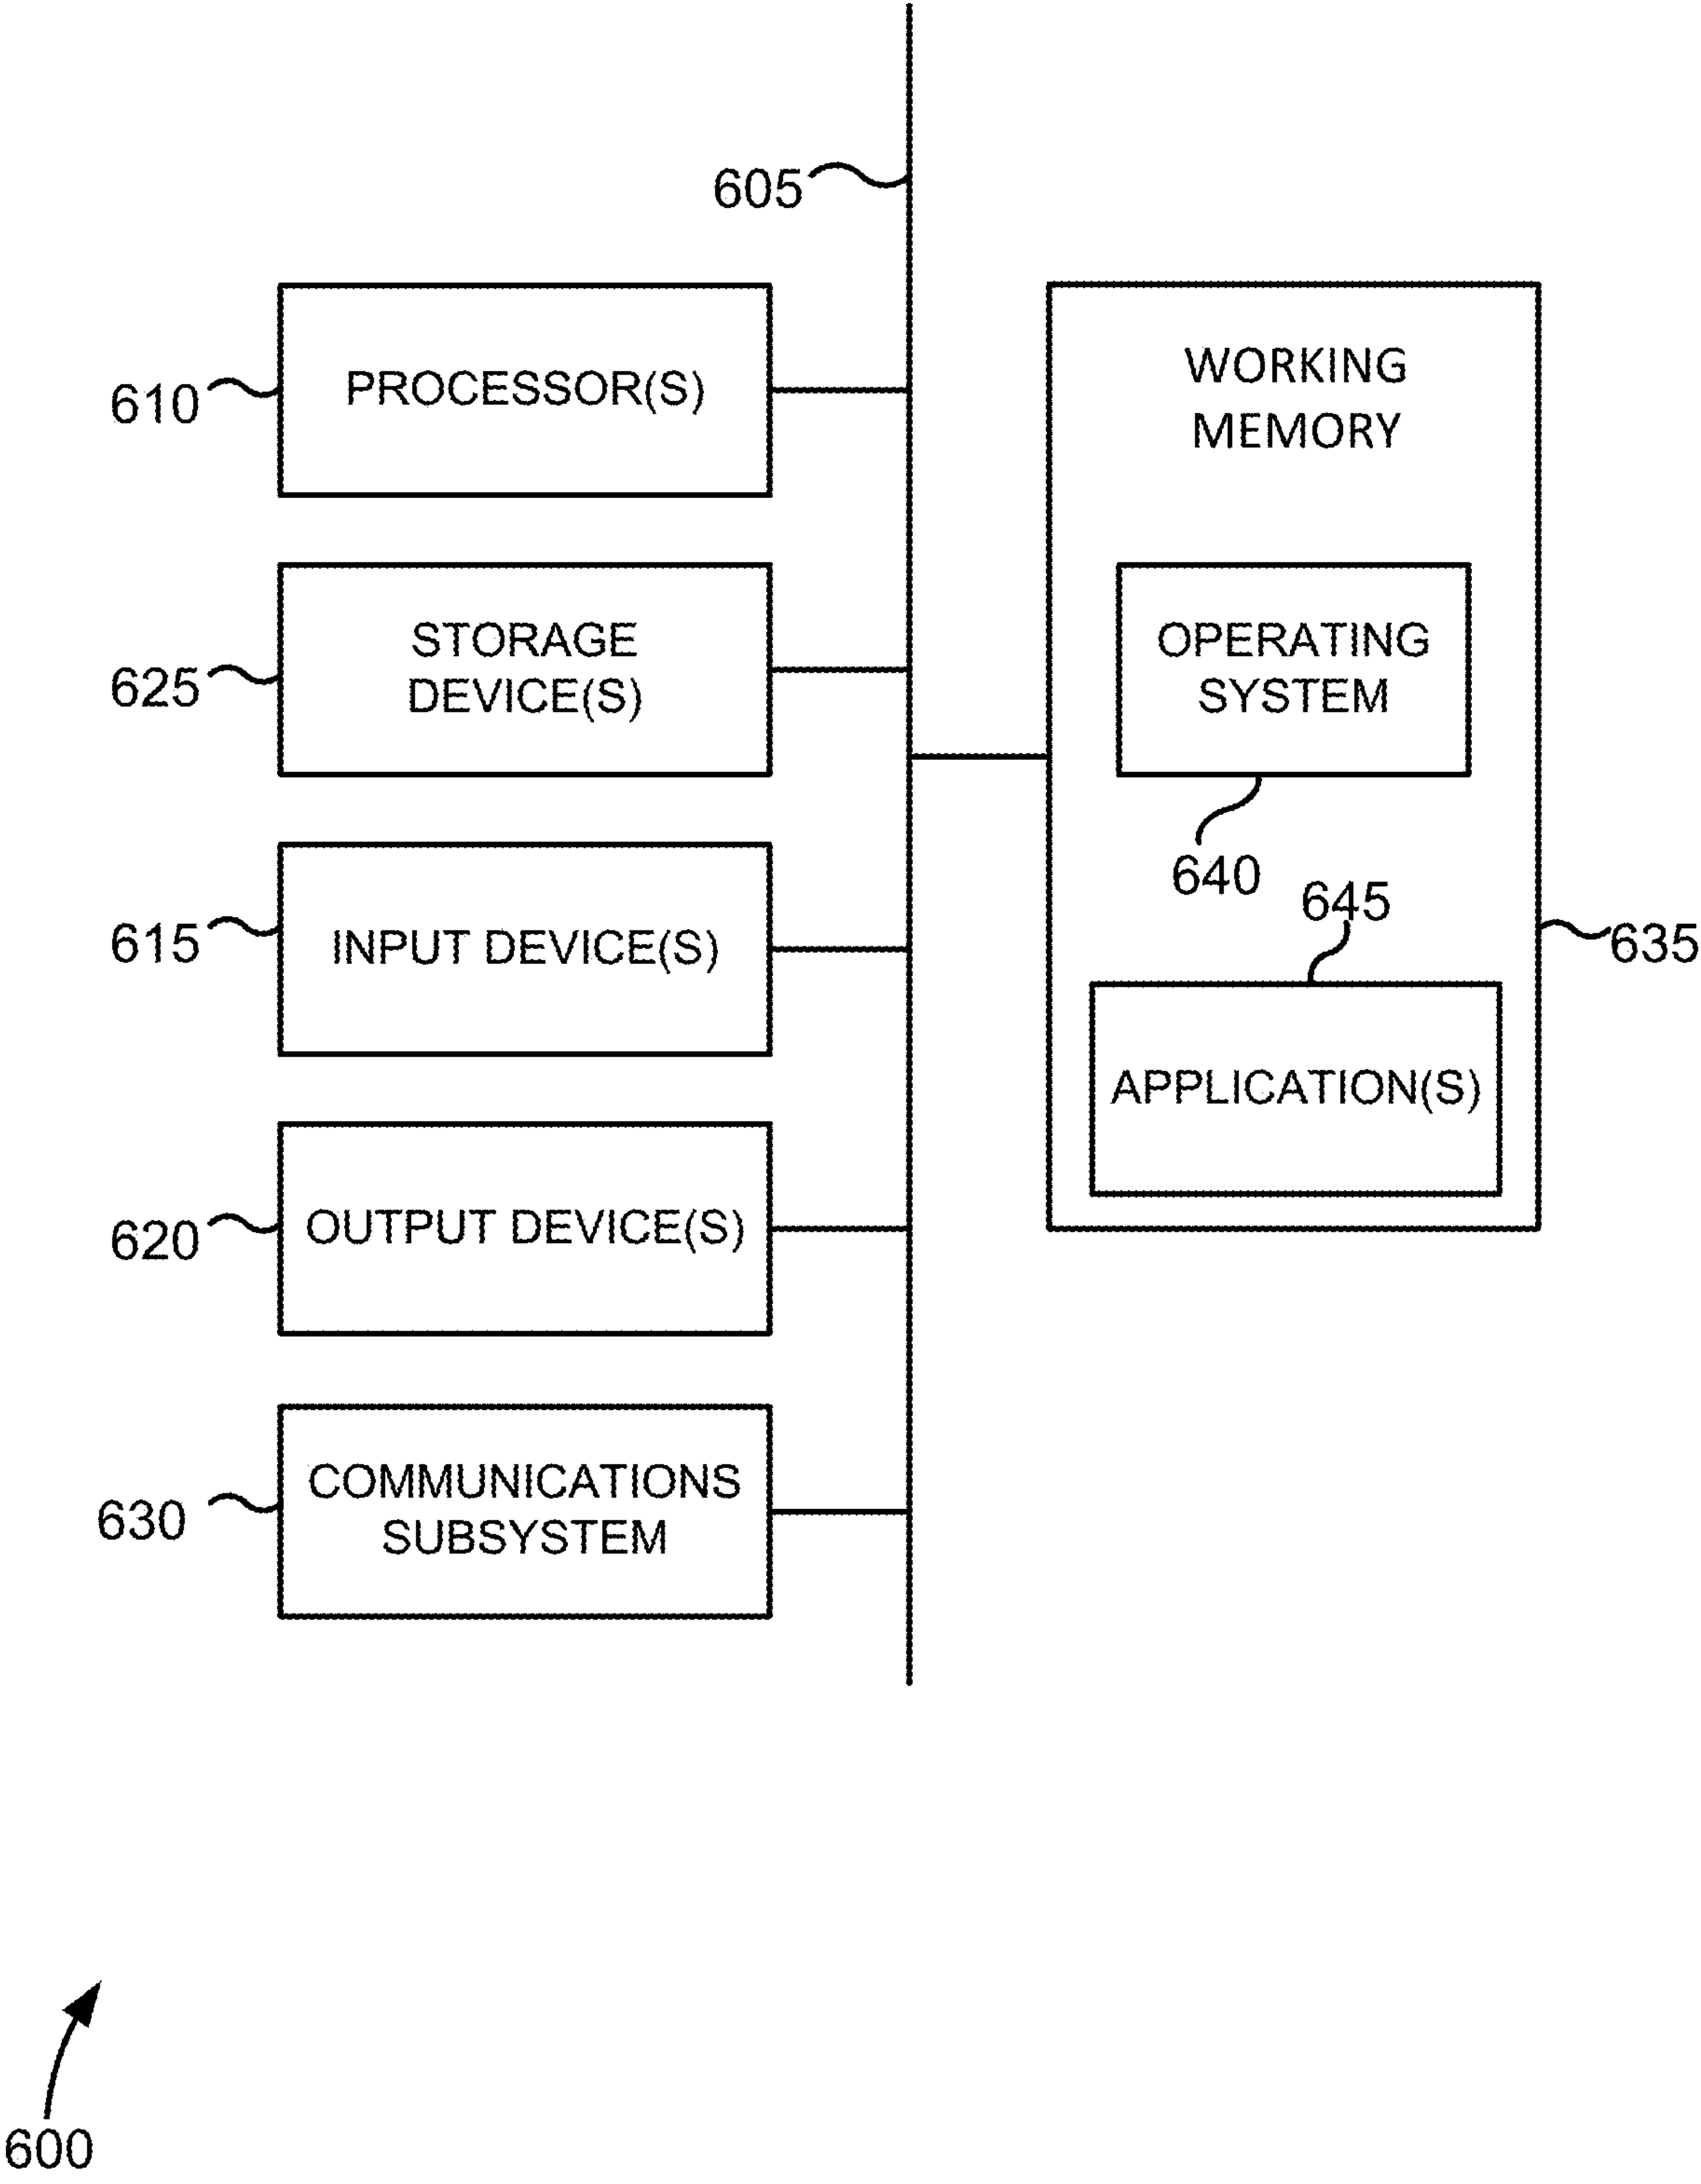 605
610
PROCESSOR(S)
625
STORAGE
DEVICE(S)
615
INPUT DEVICE(S)
620
OUTPUT DEVICE(S)
630
COMMUNICATIONS
SUBSYSTEM
WORKING
MEMORY
OPERATING
SYSTEM
640
645
APPLICATION(S)
635
600